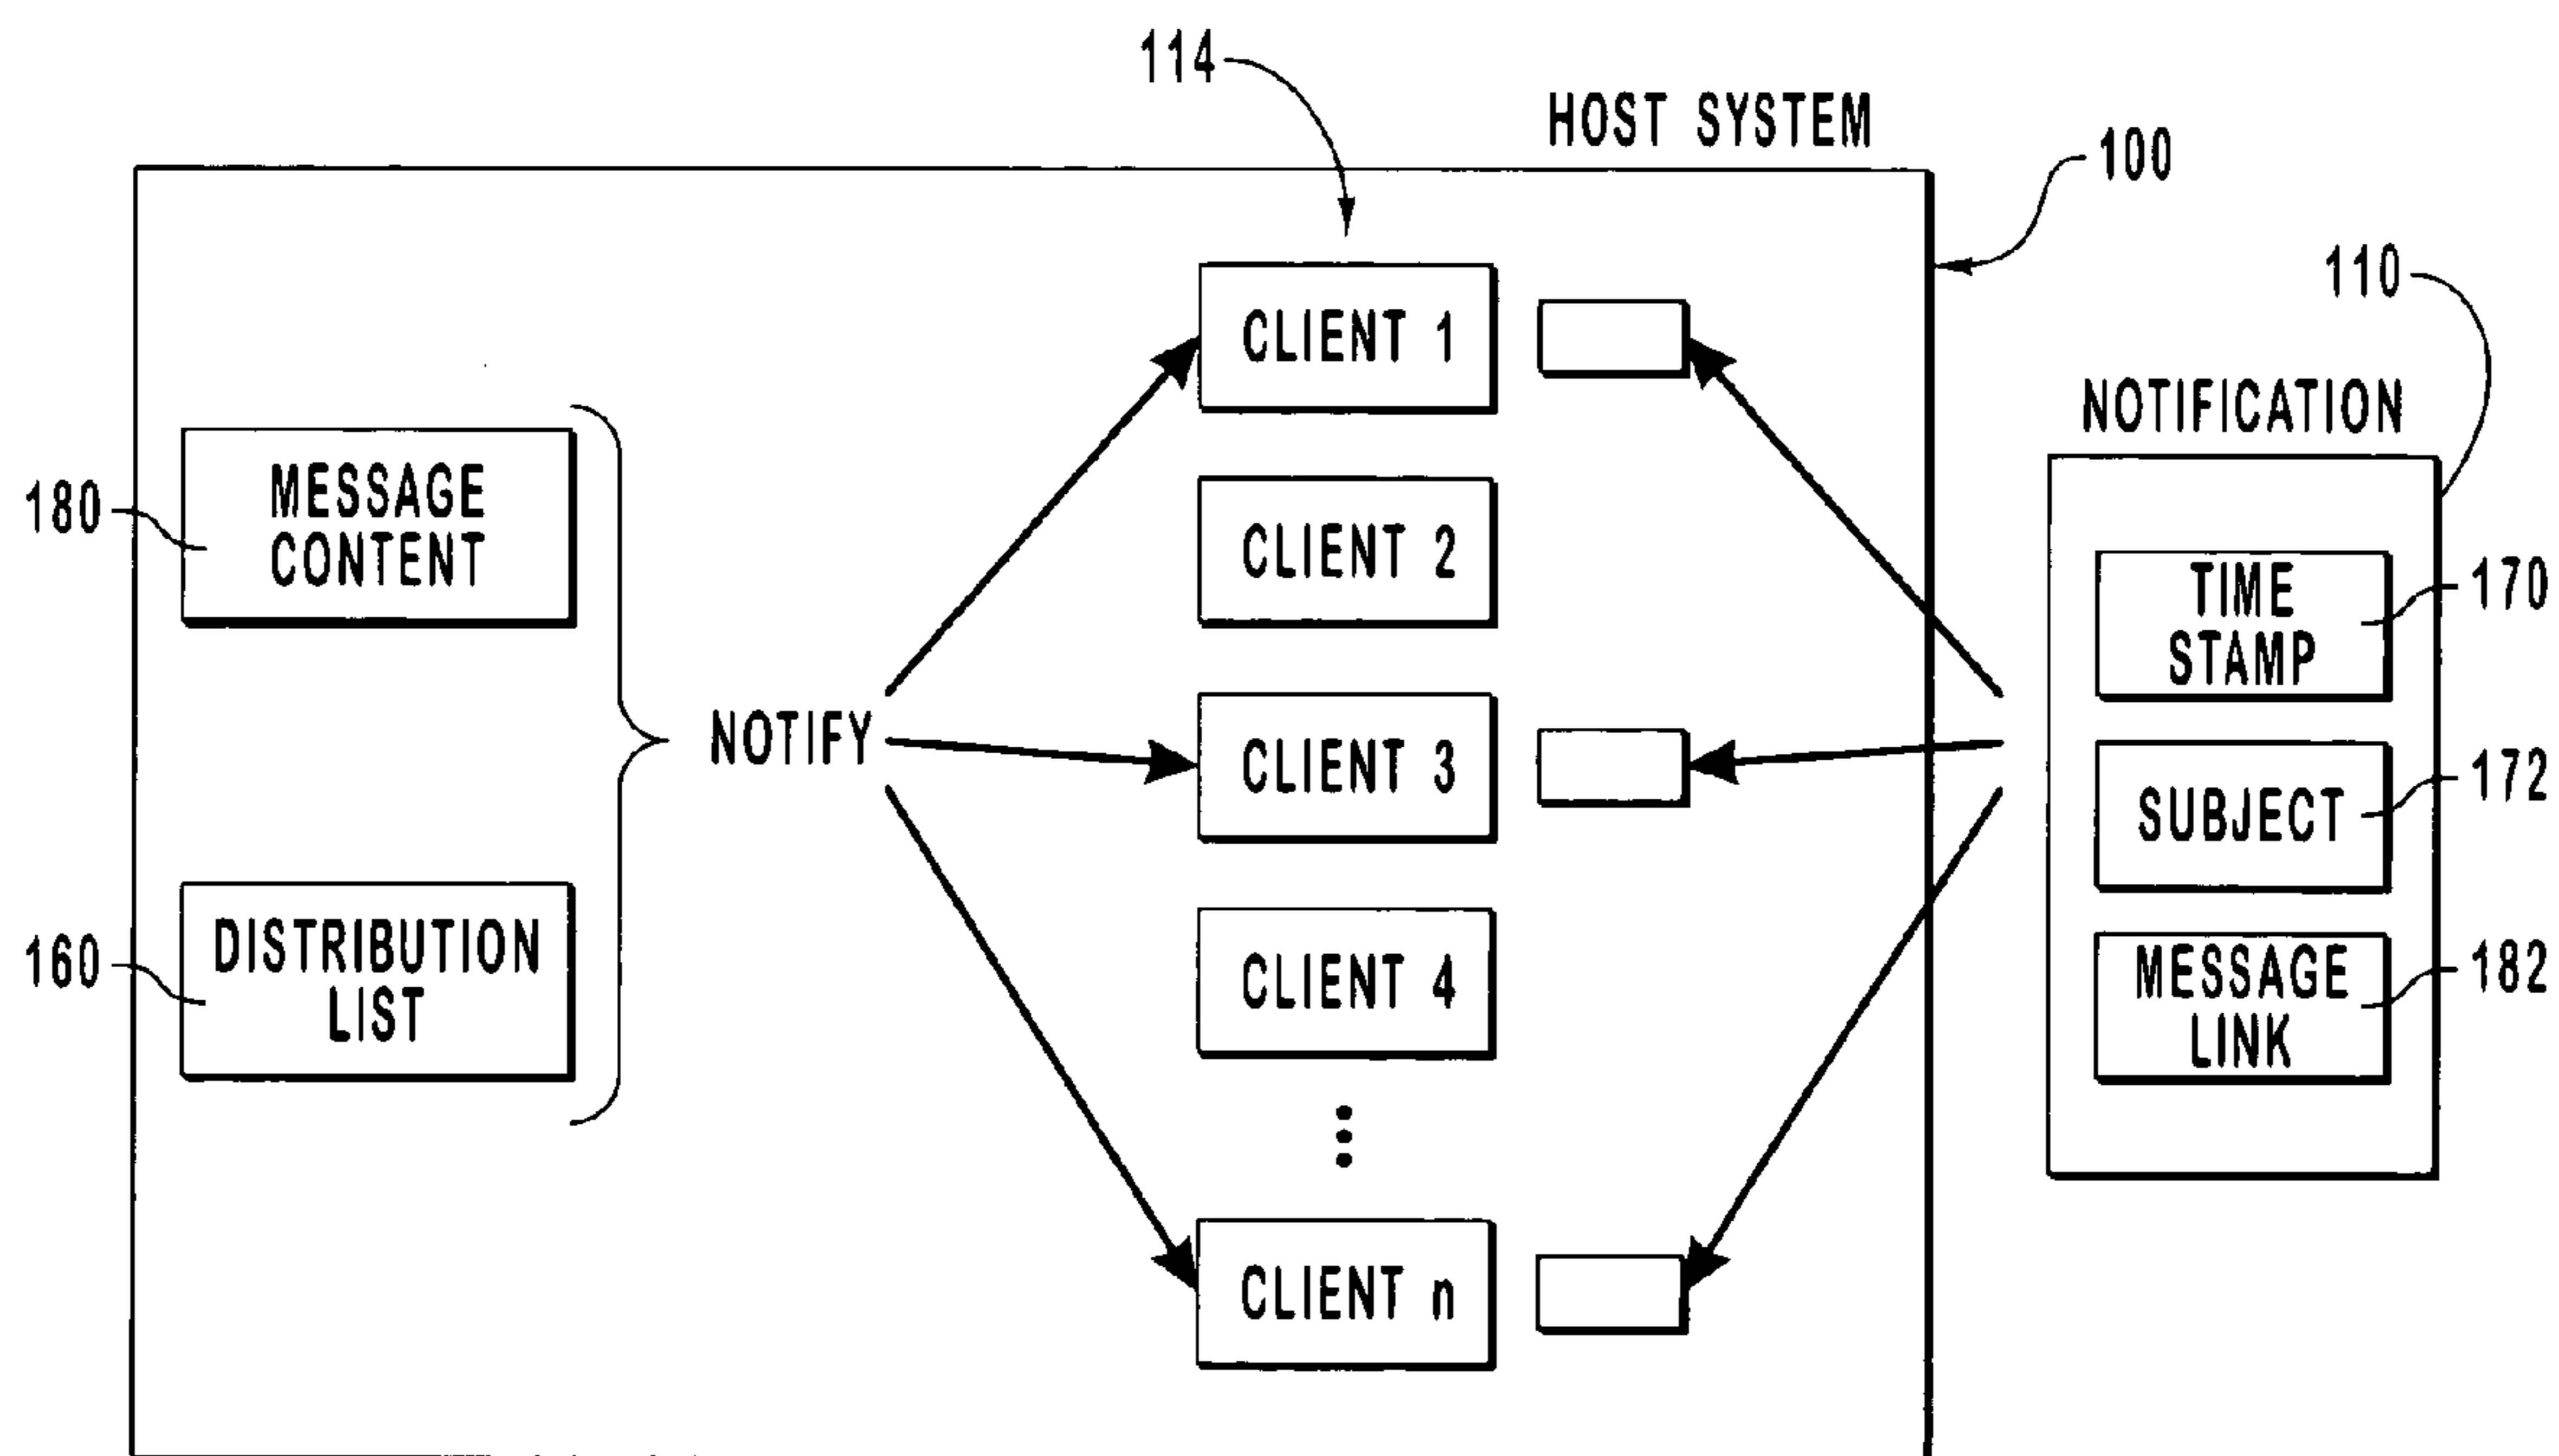 114
HOST SYSTEM
100
110
CLIENT 1
NOTIFICATION
180
MESSAGE
CONTENT
CLIENT 2
TIME
STAMP
170
NOTIFY
CLIENT 3
SUBJECT
172
160
DISTRIBUTION
LIST
CLIENT 4
MESSAGE
LINK
182
CLIENT n